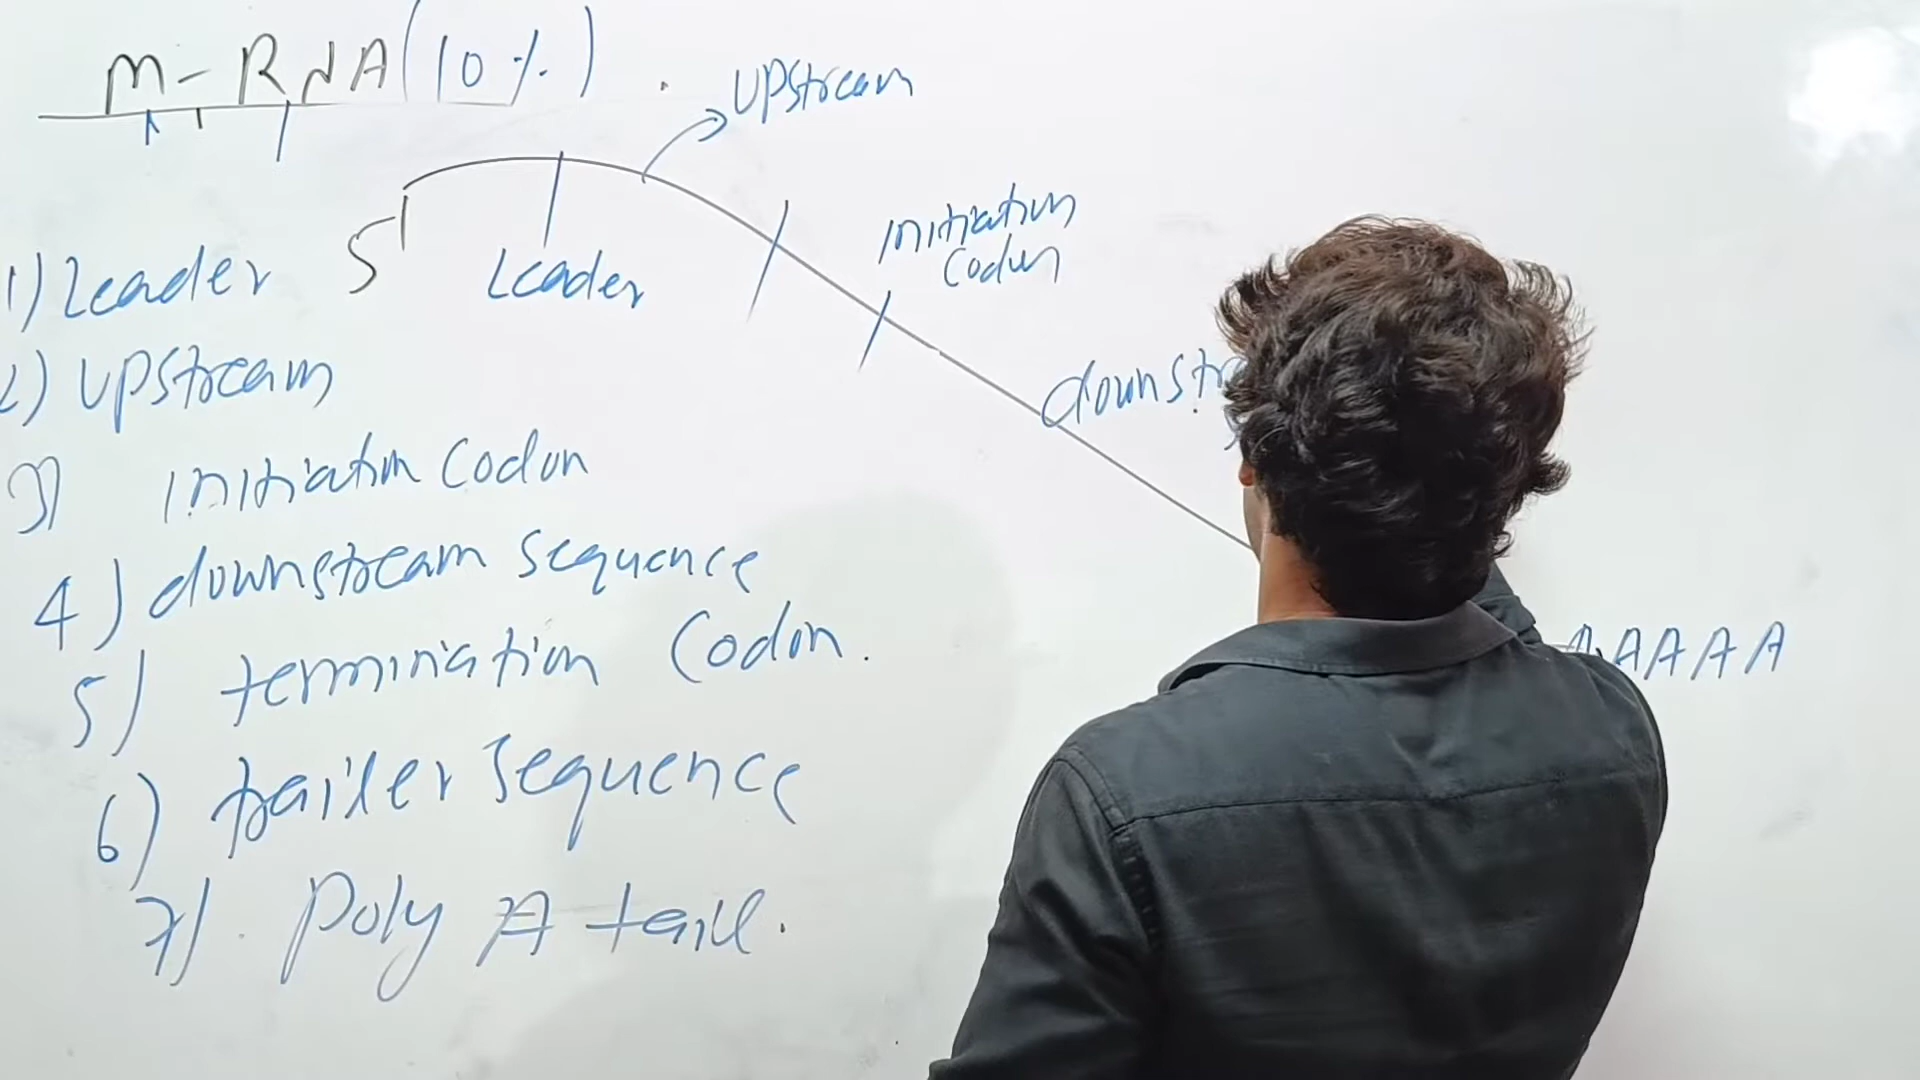 M-RNA (10%).
Upstream
Initiation
Codon
5'
Leader
1) Leader
2) Upstream
3) Initiation Codon
4) downstream sequence
5) termination Codon.
6) trailer sequence
7). Poly A tail.
AAAAA